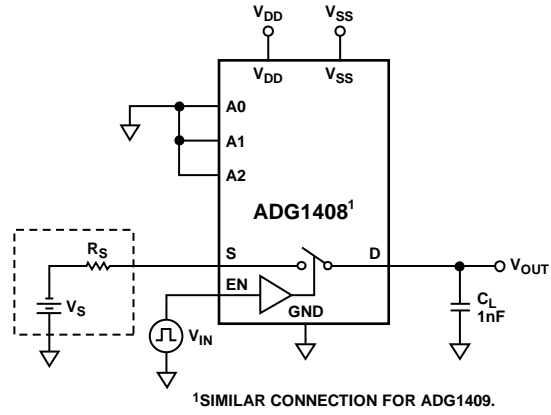 VDD VSS
VDD VSS
A0
A1
A2
ADG1408¹
RS
S D
VOUT
EN
VS
GND
CL
1nF
VIN
¹SIMILAR CONNECTION FOR ADG1409.